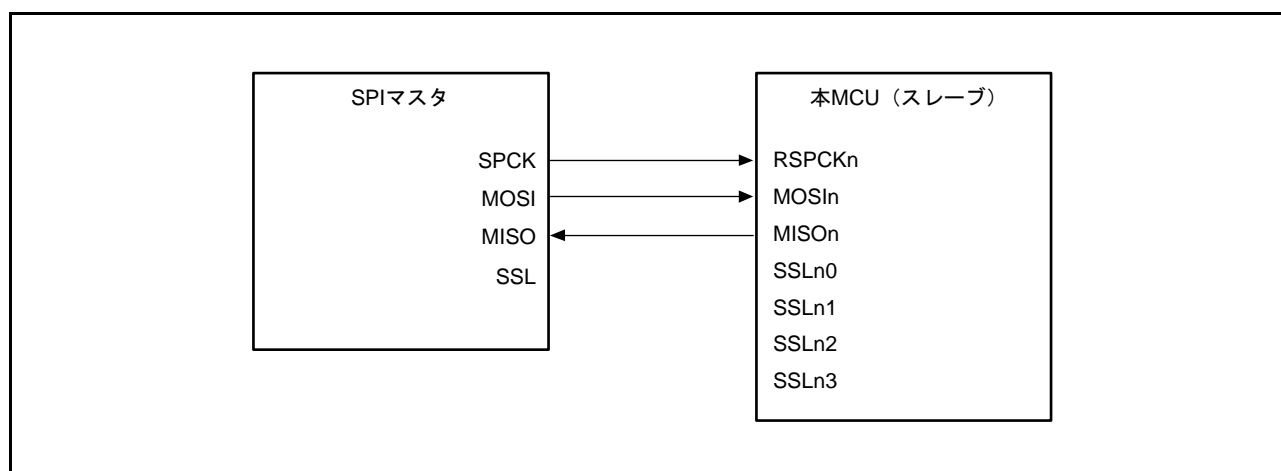 SPIマスタ
SPCK
MOSI
MISO
SSL
本MCU（スレーブ）
RSPCKn
MOSIn
MISOn
SSLn0
SSLn1
SSLn2
SSLn3